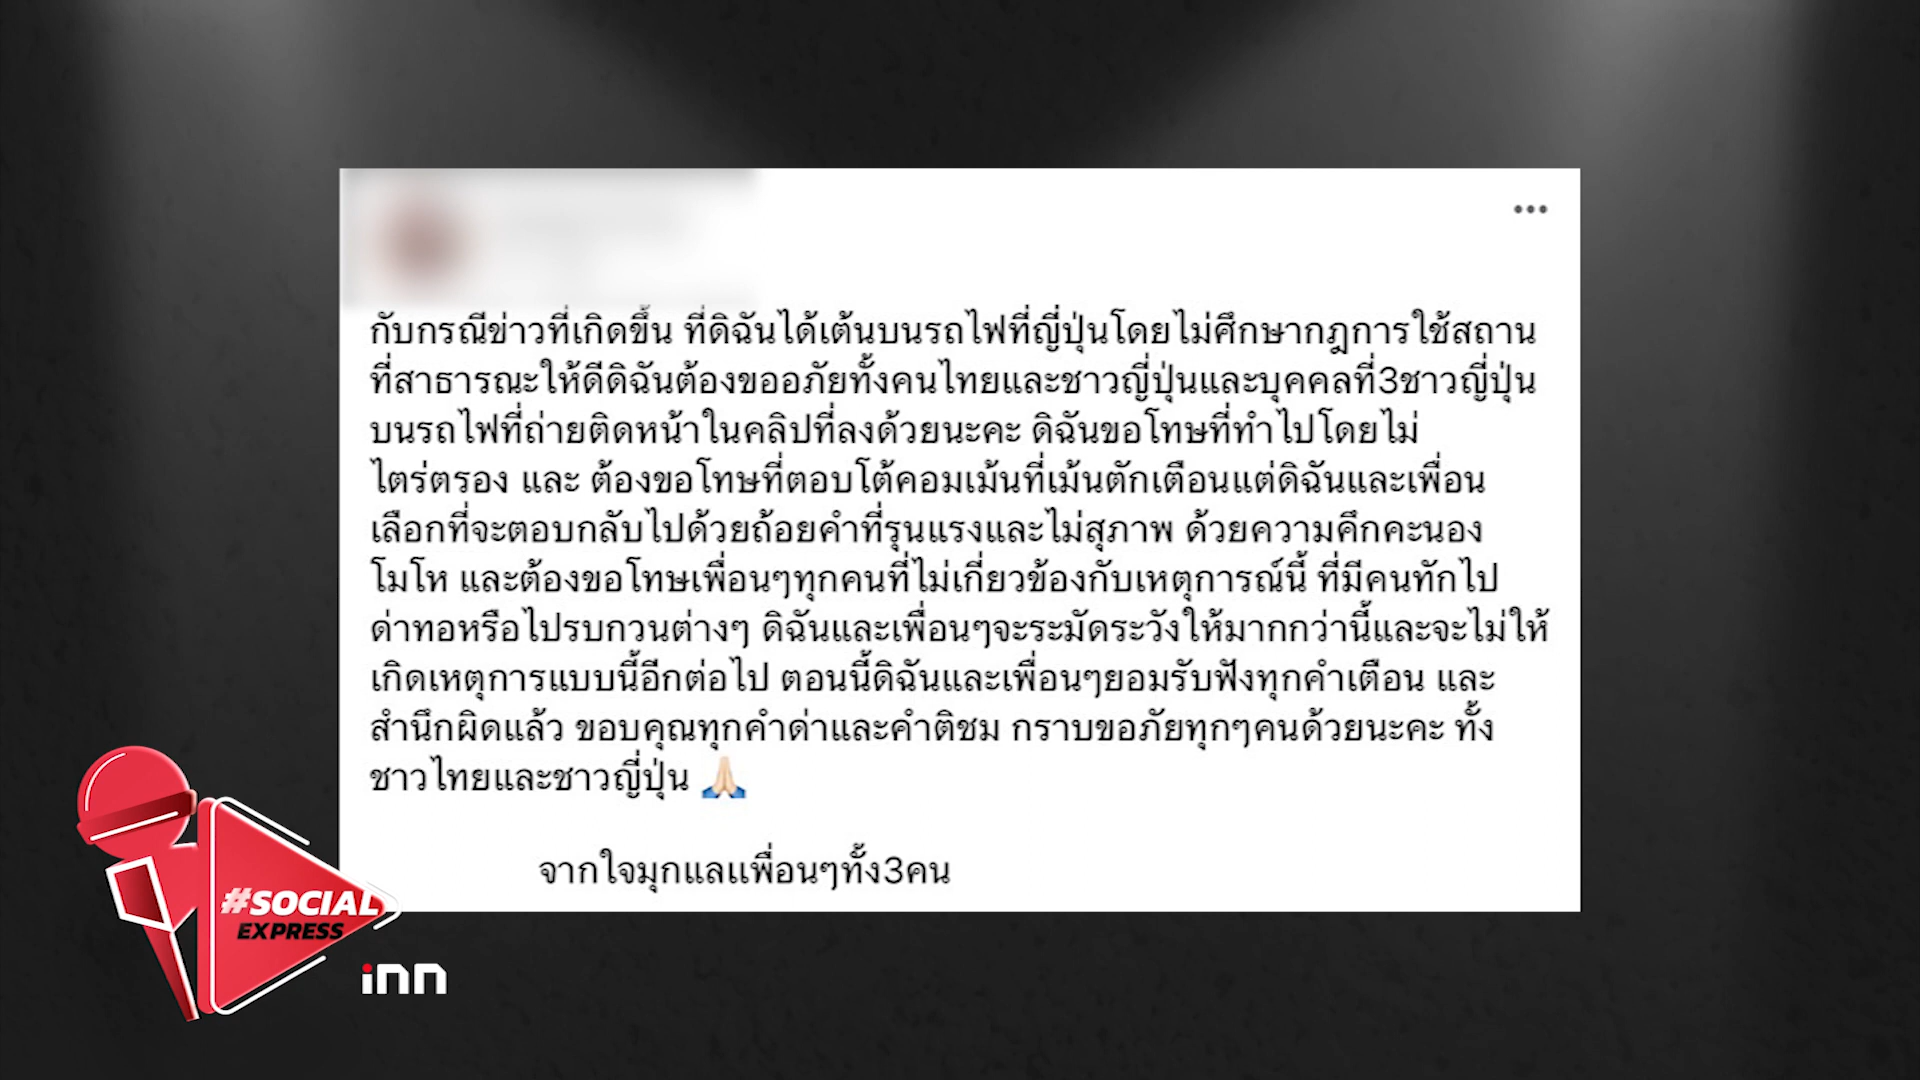 กับกรณีข่าวที่เกิดขึ้น ที่ดิฉันได้เต้นบนรถไฟที่ญี่ปุ่นโดยไม่ศึกษากฎการใช้สถาน
ที่สาธารณะให้ดีดิฉันต้องขออภัยทั้งคนไทยและชาวญี่ปุ่นและบุคคลที่3ชาวญี่ปุ่น
บนรถไฟที่ถ่ายติดหน้าในคลิปที่ลงด้วยนะคะ ดิฉันขอโทษที่ทำไปโดยไม่
ไตร่ตรอง และ ต้องขอโทษที่ตอบโต้คอมเม้นที่เม้นตักเตือนแต่ดิฉันและเพื่อน
เลือกที่จะตอบกลับไปด้วยถ้อยคำที่รุนแรงและไม่สุภาพ ด้วยความคึกคะนอง
โมโห และต้องขอโทษเพื่อนๆทุกคนที่ไม่เกี่ยวข้องกับเหตุการณ์นี้ ที่มีคนทักไป
ด่าทอหรือไปรบกวนต่างๆ ดิฉันและเพื่อนๆจะระมัดระวังให้มากกว่านี้และจะไม่ให้
เกิดเหตุการแบบนี้อีกต่อไป ตอนนี้ดิฉันและเพื่อนๆยอมรับฟังทุกคำเตือน และ
สำนึกผิดแล้ว ขอบคุณทุกคำด่าและคำติชม กราบขอภัยทุกๆคนด้วยนะคะ ทั้ง
ชาวไทยและชาวญี่ปุ่น 🙏🏻
จากใจมุกแลแพื่อนๆทั้ง3คน
#SOCIAL
EXPRESS
inn